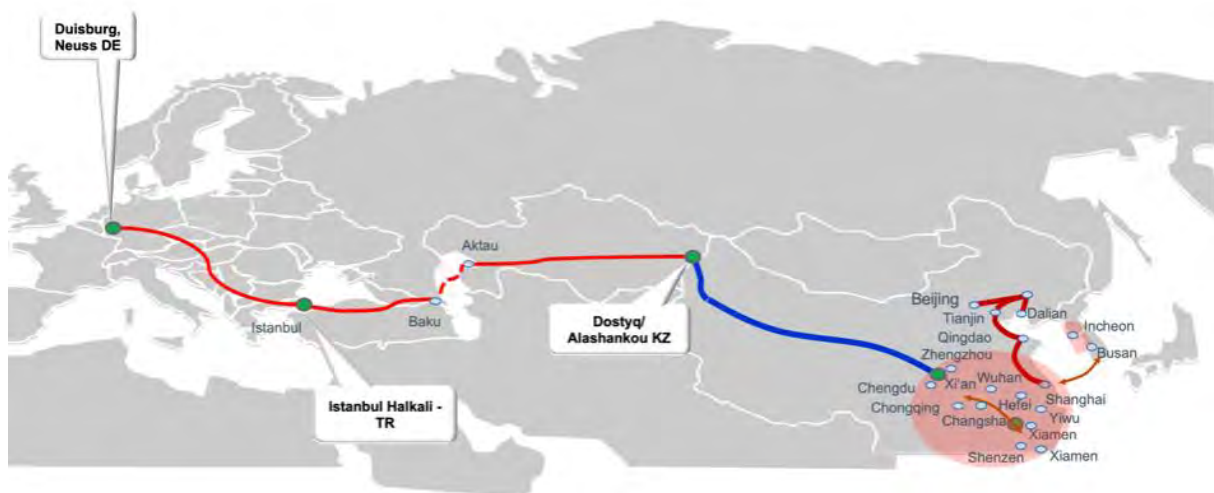 Duisburg,
Neuss DE
Aktau
Istanbul
Baku
Dostyq/
Alashankou KZ
Istanbul Halkali -
TR
Beijing
Tianjin
Dalian
Qingdao
Incheon
Busan
Zhengzhou
Chengdu
Xi'an
Wuhan
Shanghai
Chongqing
Hefei
Yiwu
Changsha
Xiamen
Shenzen
Xiamen